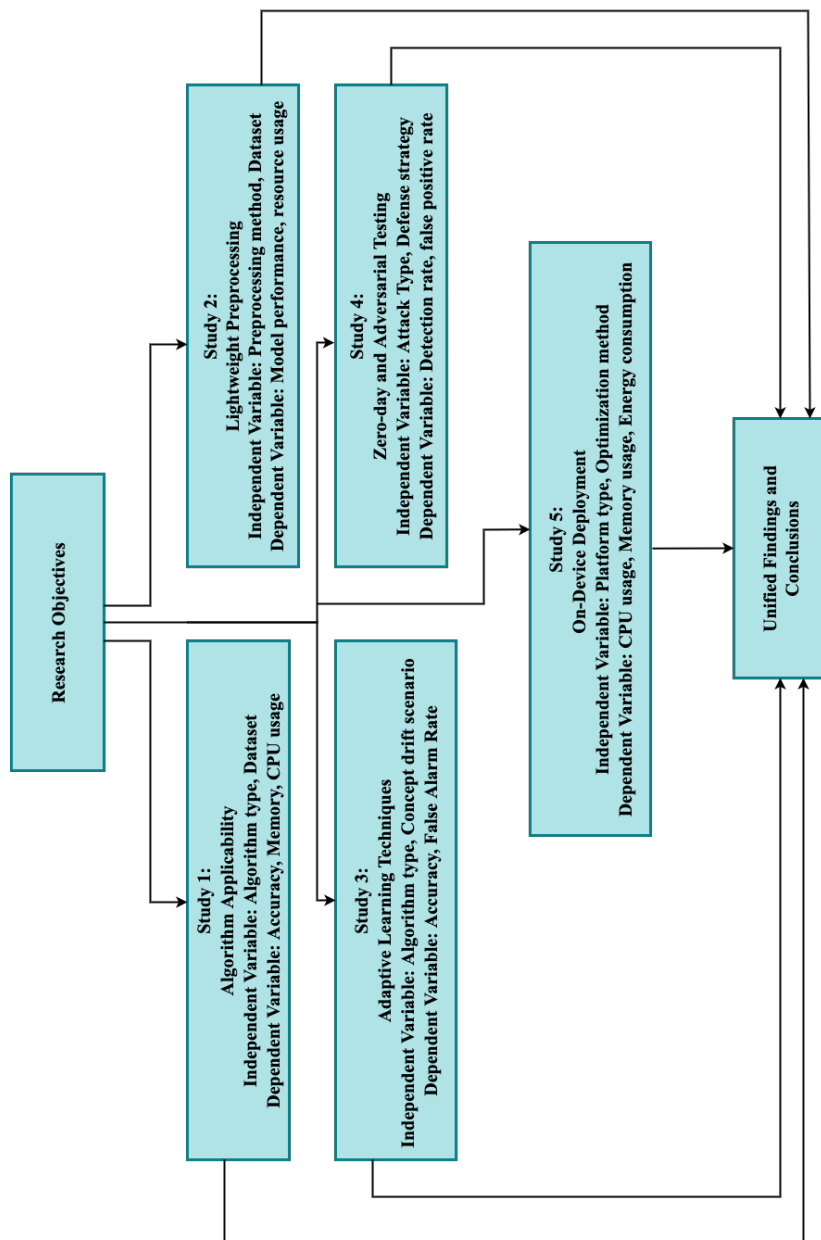 Research Objectives
Study 1:
Algorithm Applicability
Independent Variable: Algorithm type, Dataset
Dependent Variable: Accuracy, Memory, CPU usage
Study 2:
Lightweight Preprocessing
Independent Variable: Preprocessing method, Dataset
Dependent Variable: Model performance, resource usage
Study 3:
Adaptive Learning Techniques
Independent Variable: Algorithm type, Concept drift scenario
Dependent Variable: Accuracy, False Alarm Rate
Study 4:
Zero-day and Adversarial Testing
Independent Variable: Attack Type, Defense strategy
Dependent Variable: Detection rate, false positive rate
Study 5:
On-Device Deployment
Independent Variable: Platform type, Optimization method
Dependent Variable: CPU usage, Memory usage, Energy consumption
Unified Findings and
Conclusions